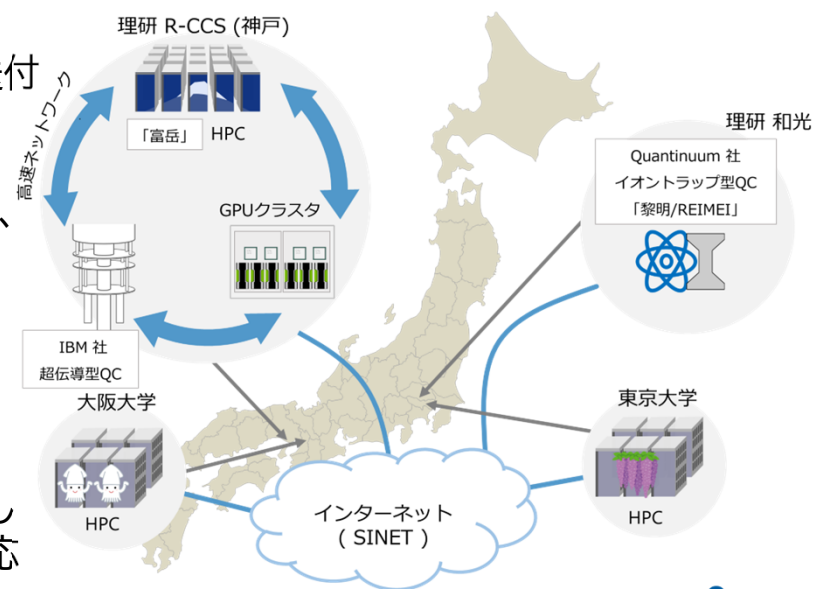 理研 R-CCS (神戸)
付
高速ネットワーク
「富岳」 HPC
、
GPUクラスタ
IBM 社
超伝導型QC
理研 和光
Quantinuum 社
イオントラップ型QC
「黎明/REIMEI」
大阪大学
HPC
し
応
東京大学
HPC
インターネット
( SINET )